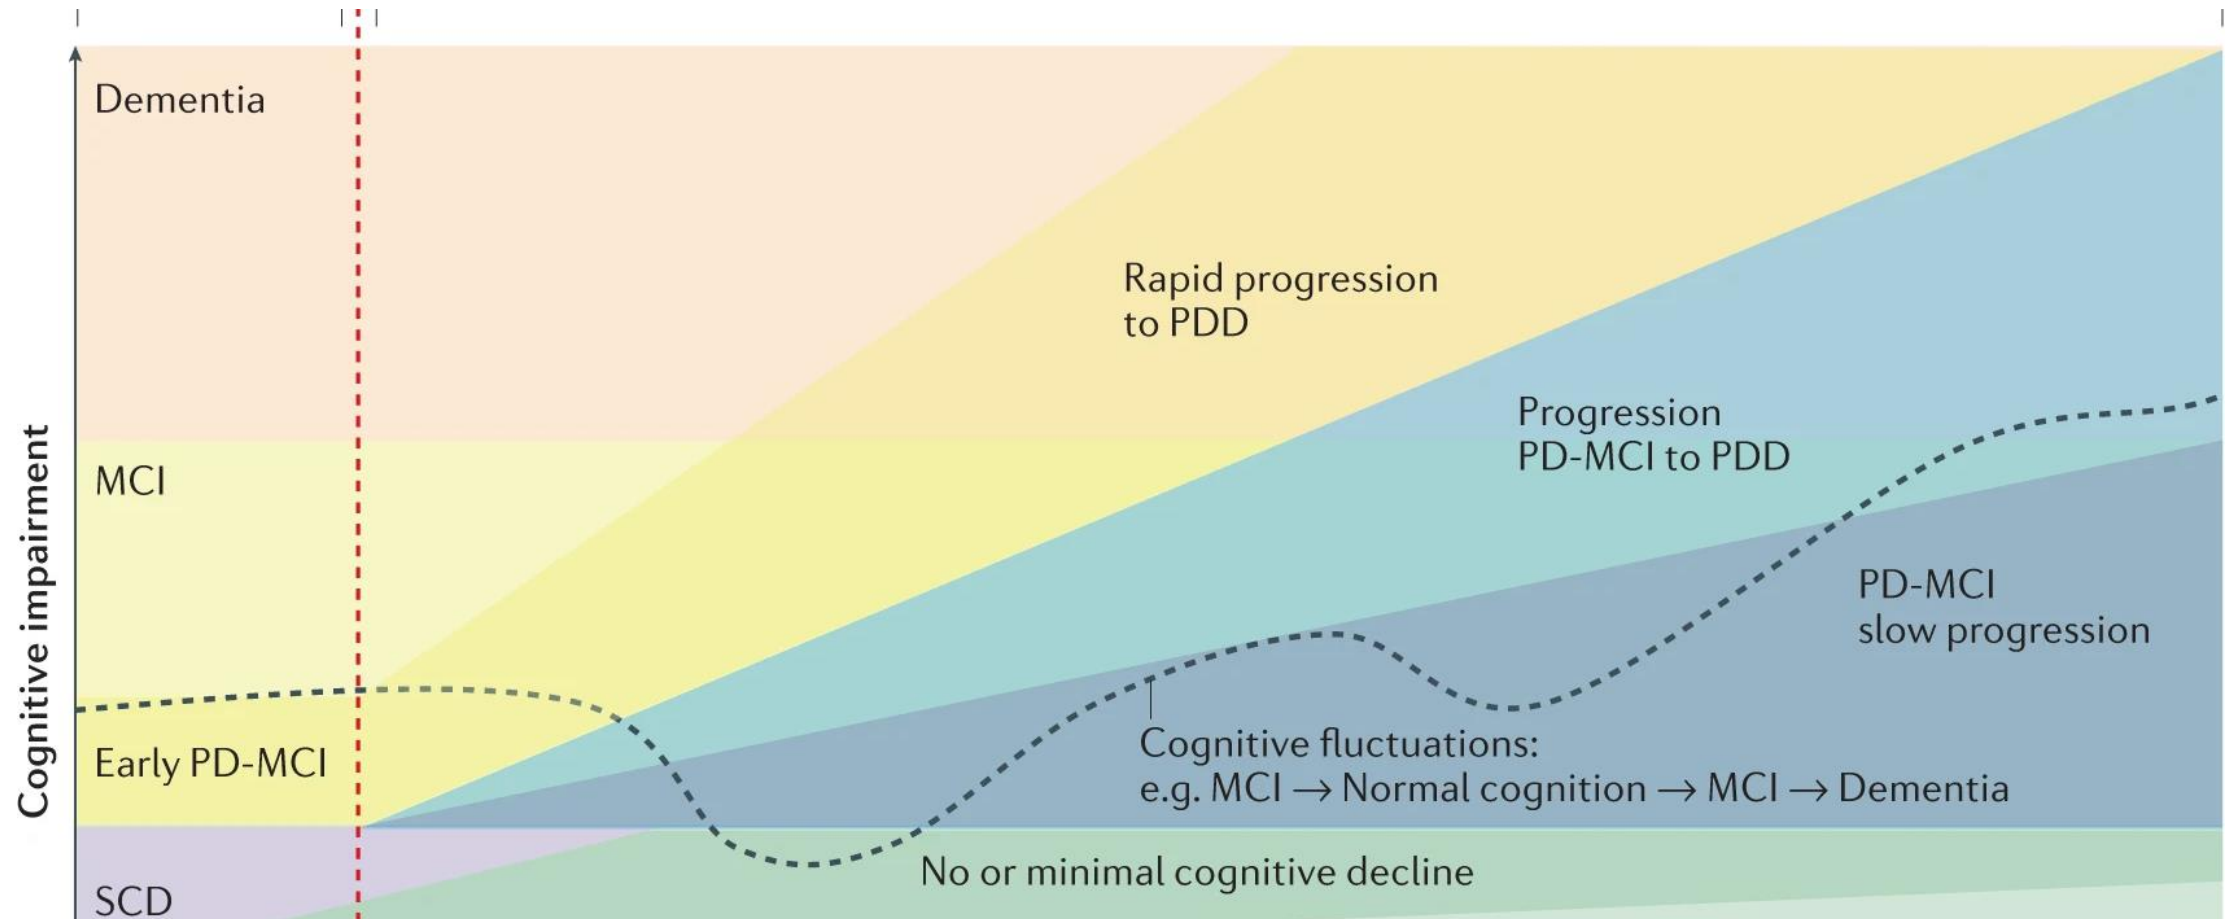 Dementia
Rapid progression
to PDD
Progression
PD-MCI to PDD
MCI
PD-MCI
slow progression
Cognitive impairment
Early PD-MCI
Cognitive fluctuations:
e.g. MCI → Normal cognition → MCI → Dementia
No or minimal cognitive decline
SCD